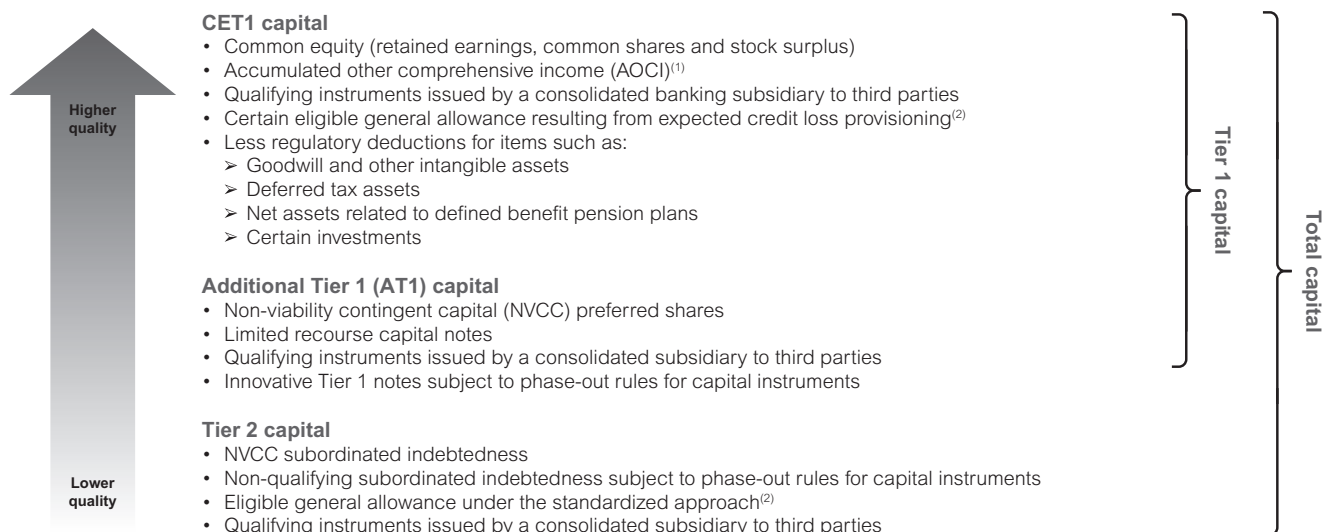 CET1 capital
• Common equity (retained earnings, common shares and stock surplus)
• Accumulated other comprehensive income (AOCI)(1)
• Qualifying instruments issued by a consolidated banking subsidiary to third parties
• Certain eligible general allowance resulting from expected credit loss provisioning(2)
• Less regulatory deductions for items such as:
➢ Goodwill and other intangible assets
➢ Deferred tax assets
➢ Net assets related to defined benefit pension plans
➢ Certain investments
Additional Tier 1 (AT1) capital
• Non-viability contingent capital (NVCC) preferred shares
• Limited recourse capital notes
• Qualifying instruments issued by a consolidated subsidiary to third parties
• Innovative Tier 1 notes subject to phase-out rules for capital instruments
Tier 2 capital
• NVCC subordinated indebtedness
• Non-qualifying subordinated indebtedness subject to phase-out rules for capital instruments
• Eligible general allowance under the standardized approach(2)
• Qualifying instruments issued by a consolidated subsidiary to third parties
Higher
quality
Lower
quality
Tier 1 capital
Total capital